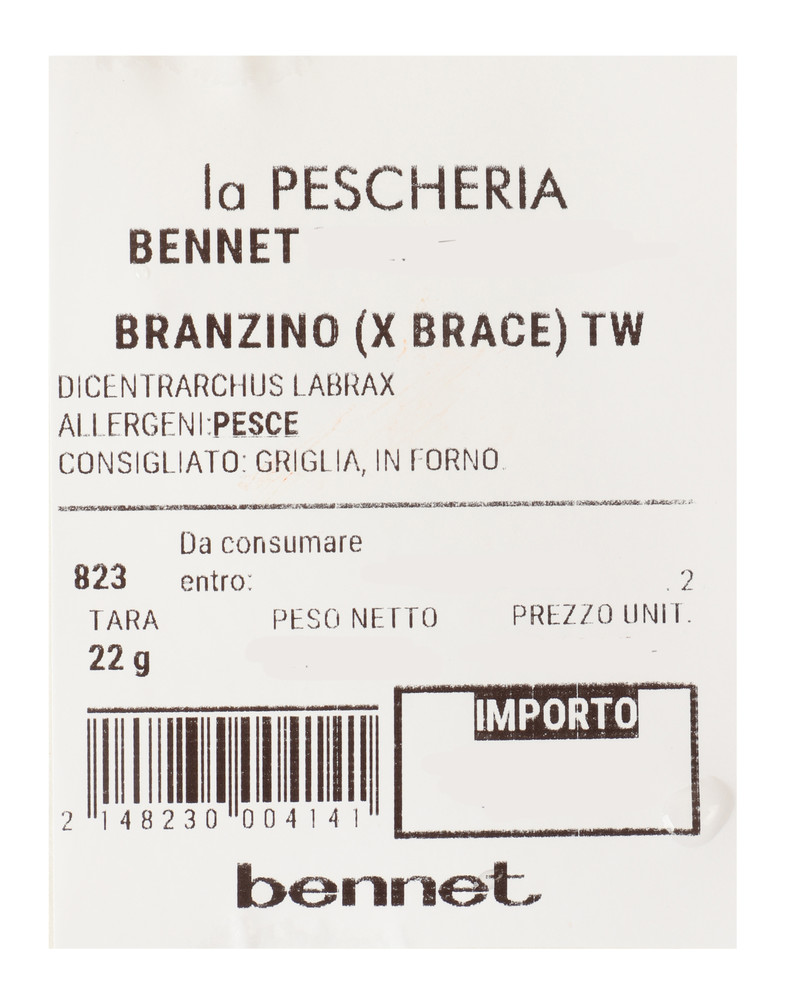 la PESCHERIA
BENNET
BRANZINO (X BRACE) TW
DICENTRARCHUS LABRAX
ALLERGENI:PESCE
CONSIGLIATO: GRIGLIA, IN FORNO.
Da consumare
823 entro: . 2
TARA PESO NETTO PREZZO UNIT.
22 g
IMPORTO
2 148230 004141
bennet